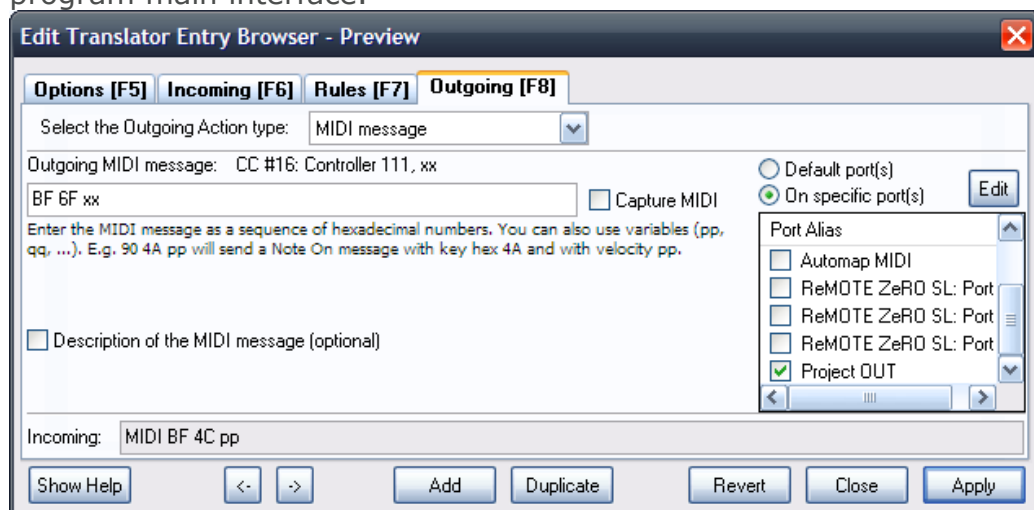 program main interface.
Edit Translator Entry Browser - Preview
Options [F5] Incoming [F6] Rules [F7] Outgoing [F8]
Select the Outgoing Action type: MIDI message
Outgoing MIDI message: CC #16: Controller 111, xx
Default port(s)
BF 6F xx
Capture MIDI
On specific port(s)
Edit
Enter the MIDI message as a sequence of hexadecimal numbers. You can also use variables (pp,
qq, ...). E.g. 90 4A pp will send a Note On message with key hex 4A and with velocity pp.
Port Alias
Automap MIDI
ReMOTE ZeRO SL: Port
ReMOTE ZeRO SL: Port
ReMOTE ZeRO SL: Port
Project OUT
Description of the MIDI message (optional)
Incoming: MIDI BF 4C pp
Show Help <- -> Add Duplicate Revert Close Apply